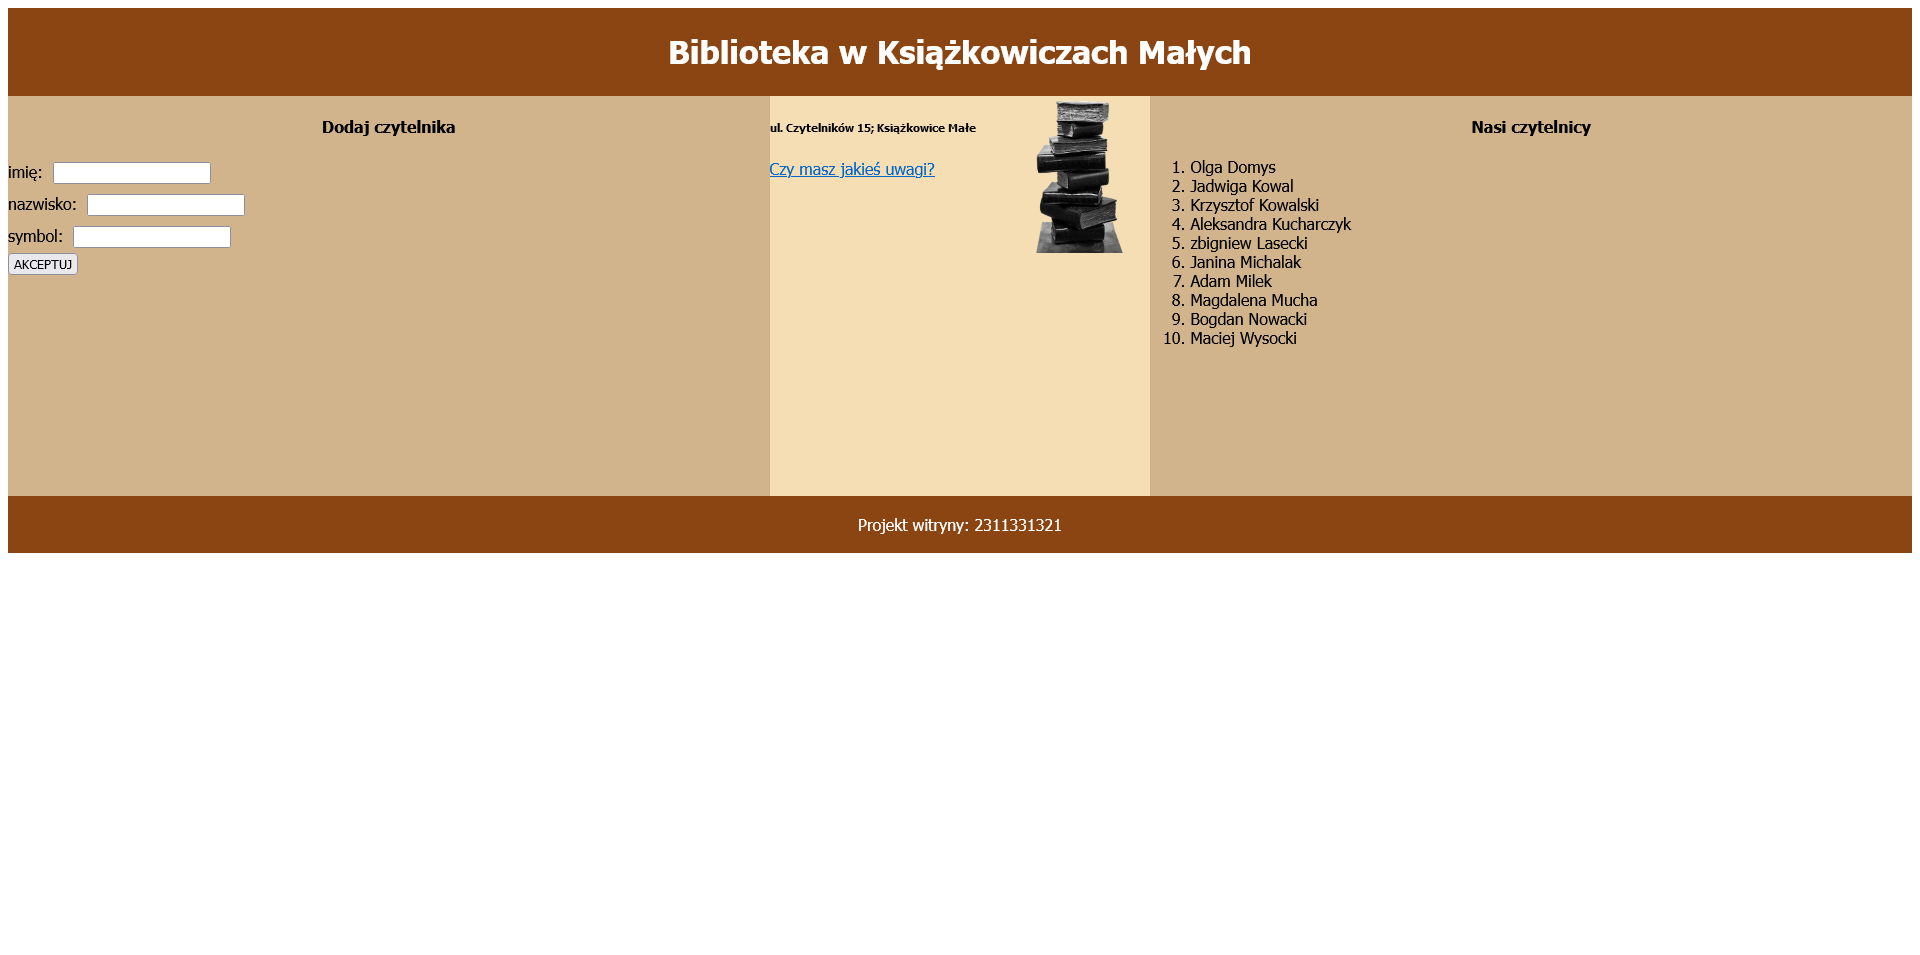 Biblioteka w Książkowiczach Małych
Dodaj czytelnika
imię:
nazwisko:
symbol:
AKCEPTUJ
ul. Czytelników 15; Książkowice Małe
Czy masz jakieś uwagi?
Nasi czytelnicy
1. Olga Domys
2. Jadwiga Kowal
3. Krzysztof Kowalski
4. Aleksandra Kucharczyk
5. zbigniew Lasecki
6. Janina Michalak
7. Adam Milek
8. Magdalena Mucha
9. Bogdan Nowacki
10. Maciej Wysocki
Projekt witryny: 2311331321